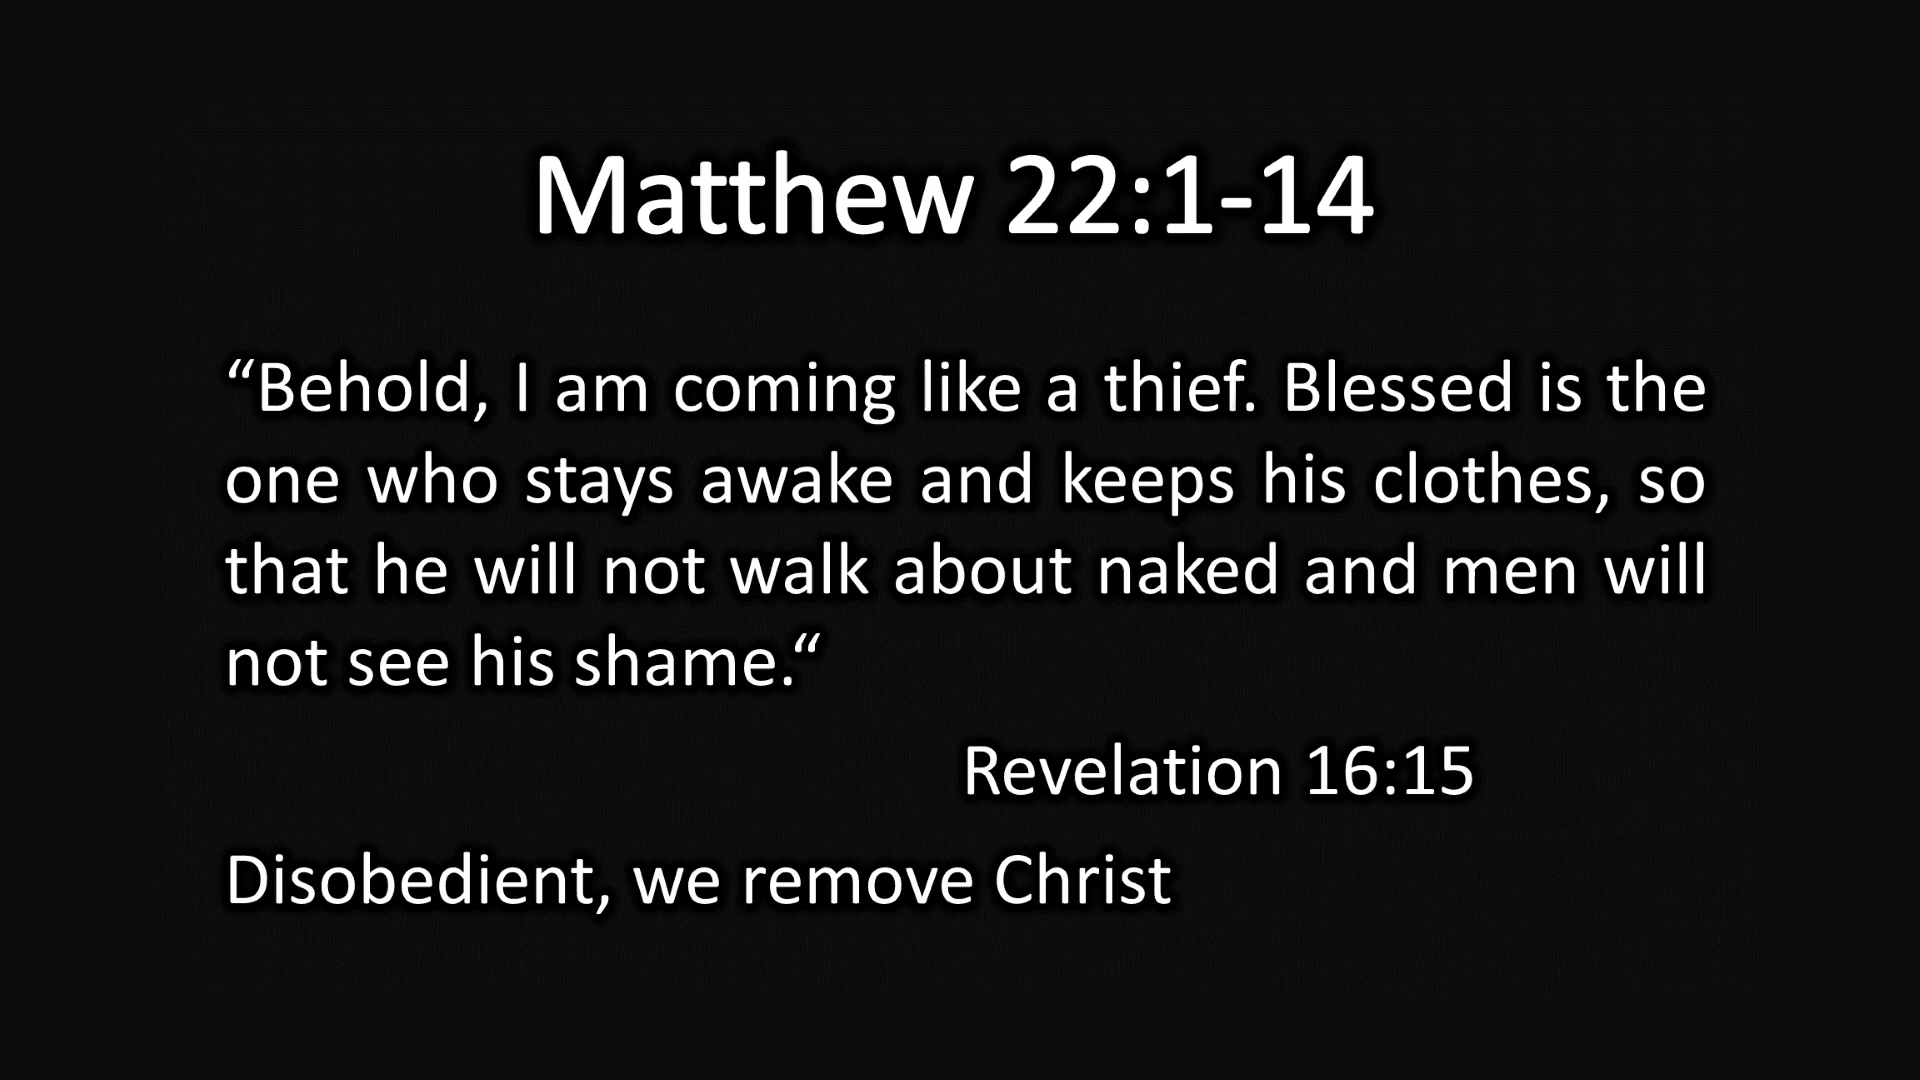 Matthew 22:1-14
“Behold, I am coming like a thief. Blessed is the
one who stays awake and keeps his clothes, so
that he will not walk about naked and men will
not see his shame.“
Revelation 16:15
Disobedient, we remove Christ